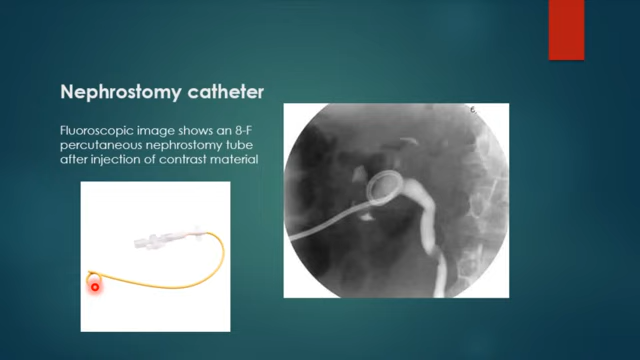 Nephrostomy catheter
Fluoroscopic image shows an 8-F
percutaneous nephrostomy tube
after injection of contrast material